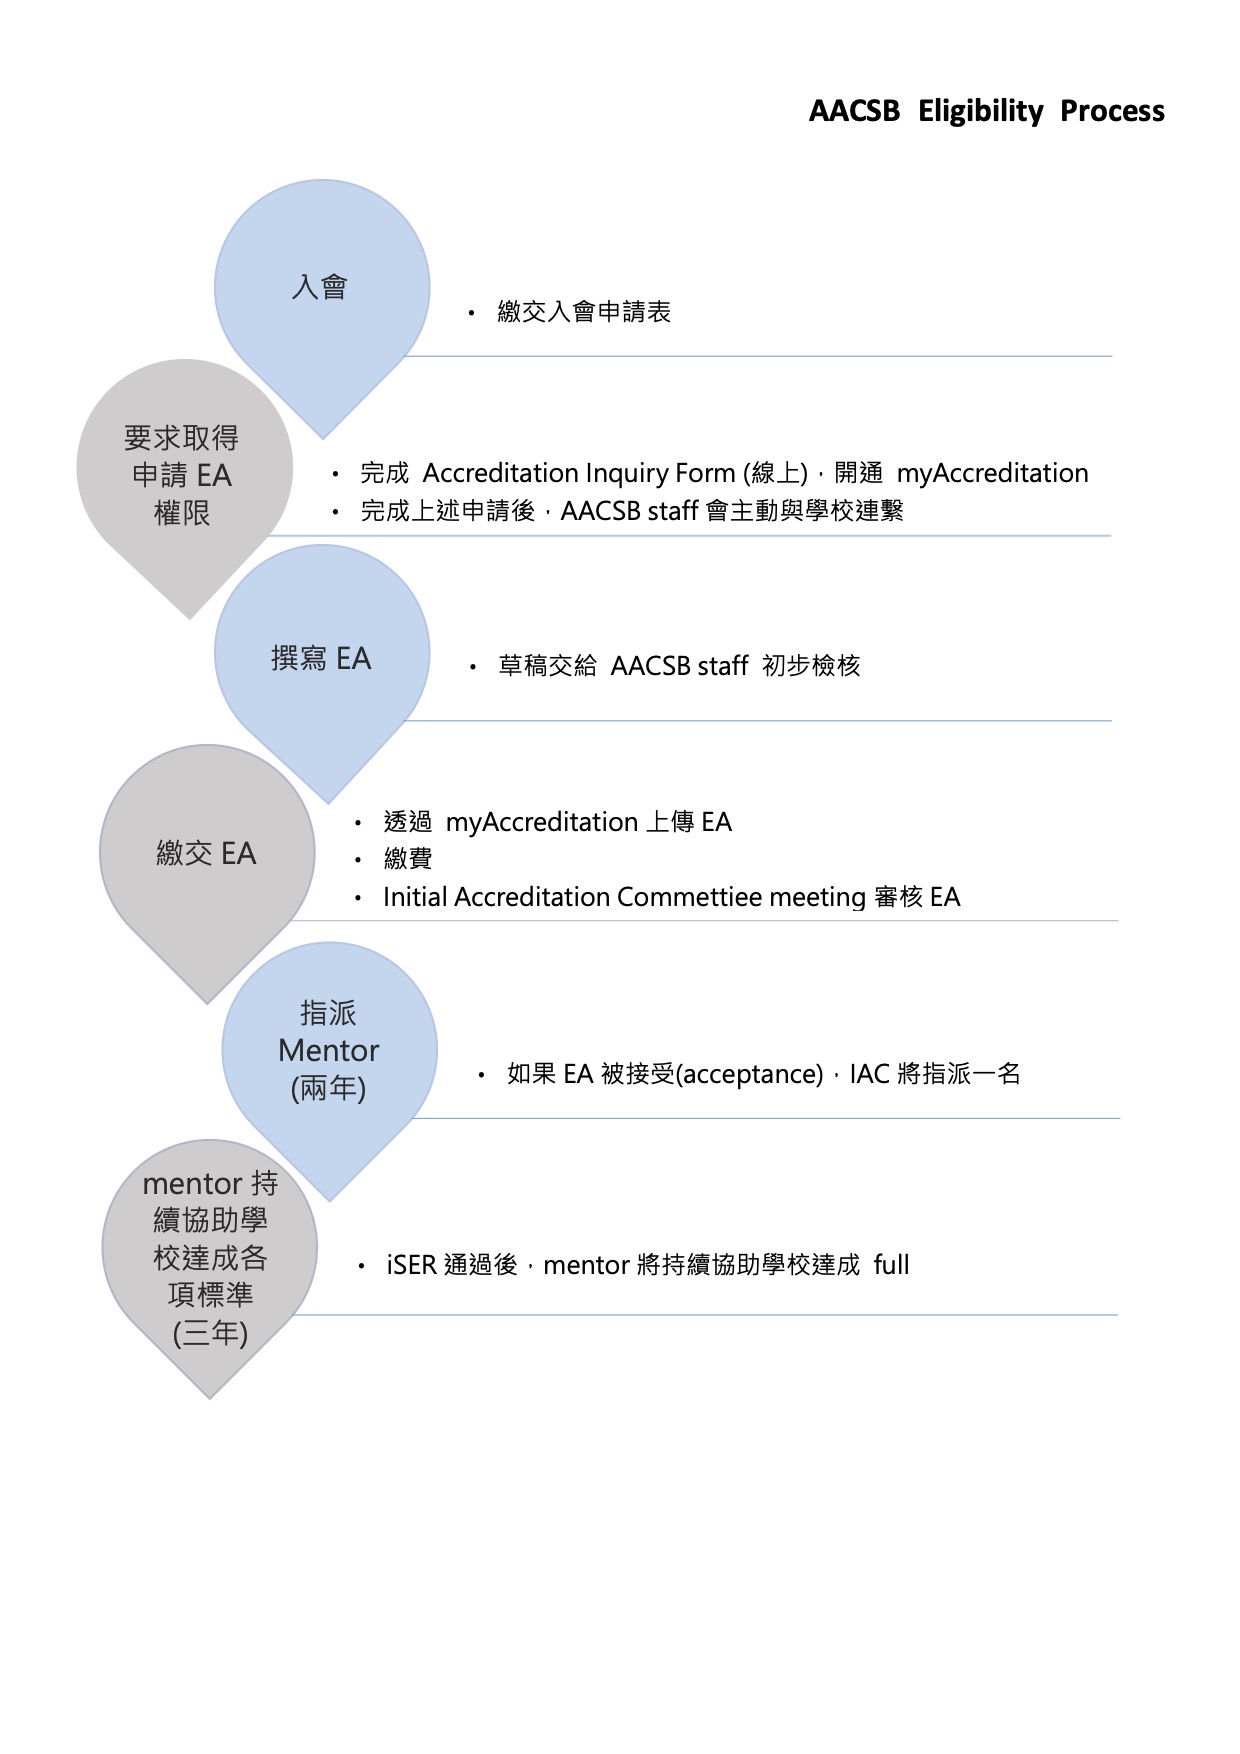 AACSB Eligibility Process
入會
• 繳交入會申請表
要求取得
申請 EA
權限
• 完成 Accreditation Inquiry Form (線上)，開通 myAccreditation
• 完成上述申請後，AACSB staff 會主動與學校連繫
撰寫 EA
• 草稿交給 AACSB staff 初步檢核
繳交 EA
• 透過 myAccreditation 上傳 EA
• 繳費
• Initial Accreditation Commettiee meeting 審核 EA
指派
Mentor
(兩年)
• 如果 EA 被接受(acceptance)，IAC 將指派一名
mentor 持
續協助學
校達成各
項標準
(三年)
• iSER 通過後，mentor 將持續協助學校達成 full